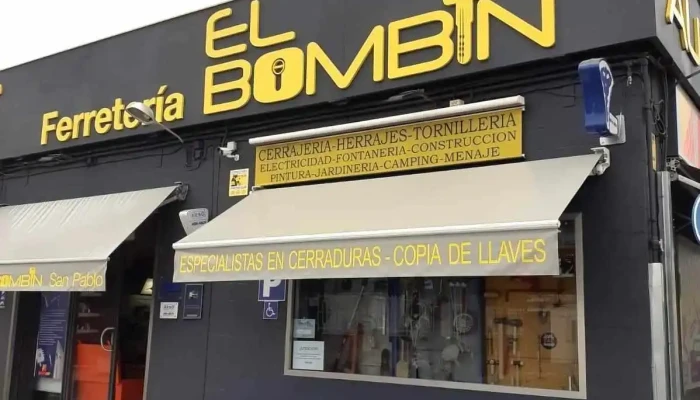 Ferretería
EL
BOMBIN
CERRAJERIA-HERRAJES-TORNILLERIA
ELECTRICIDAD-FONTANERIA-CONSTRUCCION
PINTURA-JARDINERIA-CAMPING-MENAJE
ESPECIALISTAS EN CERRADURAS - COPIA DE LLAVES
BOMBIN San Pablo
P